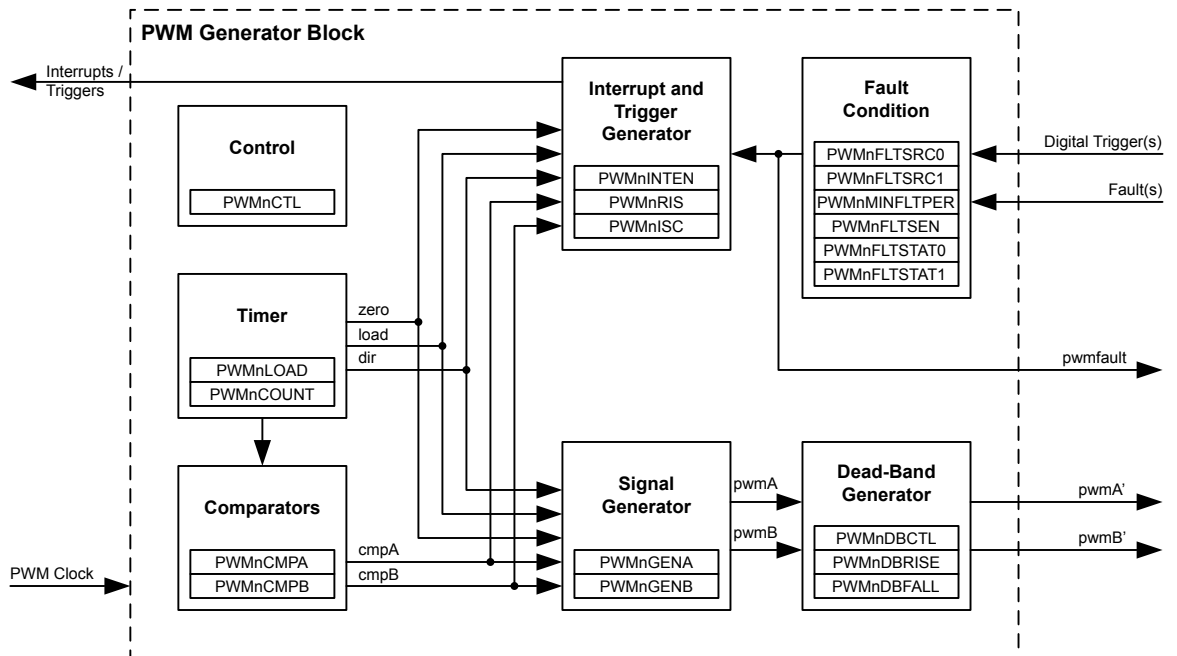 PWM Generator Block
Interrupts /
Triggers
Control
PWMnCTL
Timer
PWMnLOAD
PWMnCOUNT
zero
load
dir
Comparators
PWMnCMPA
PWMnCMPB
cmpA
cmpB
PWM Clock
Interrupt and
Trigger
Generator
PWMnINTEN
PWMnRIS
PWMnISC
Fault
Condition
PWMnFLTSRC0
PWMnFLTSRC1
PWMnMINFLTPER
PWMnFLTSEN
PWMnFLTSTAT0
PWMnFLTSTAT1
Digital Trigger(s)
Fault(s)
pwmfault
Signal
Generator
PWMnGENA
PWMnGENB
pwmA
pwmB
Dead-Band
Generator
PWMnDBCTL
PWMnDBRISE
PWMnDBFALL
pwmA’
pwmB’